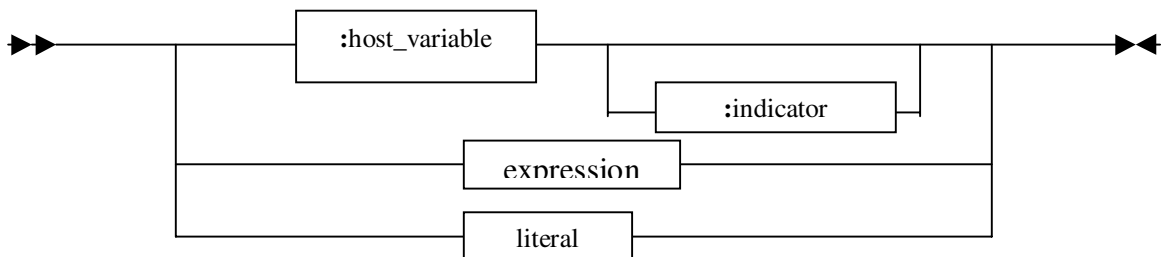 :host_variable
:indicator
expression
literal